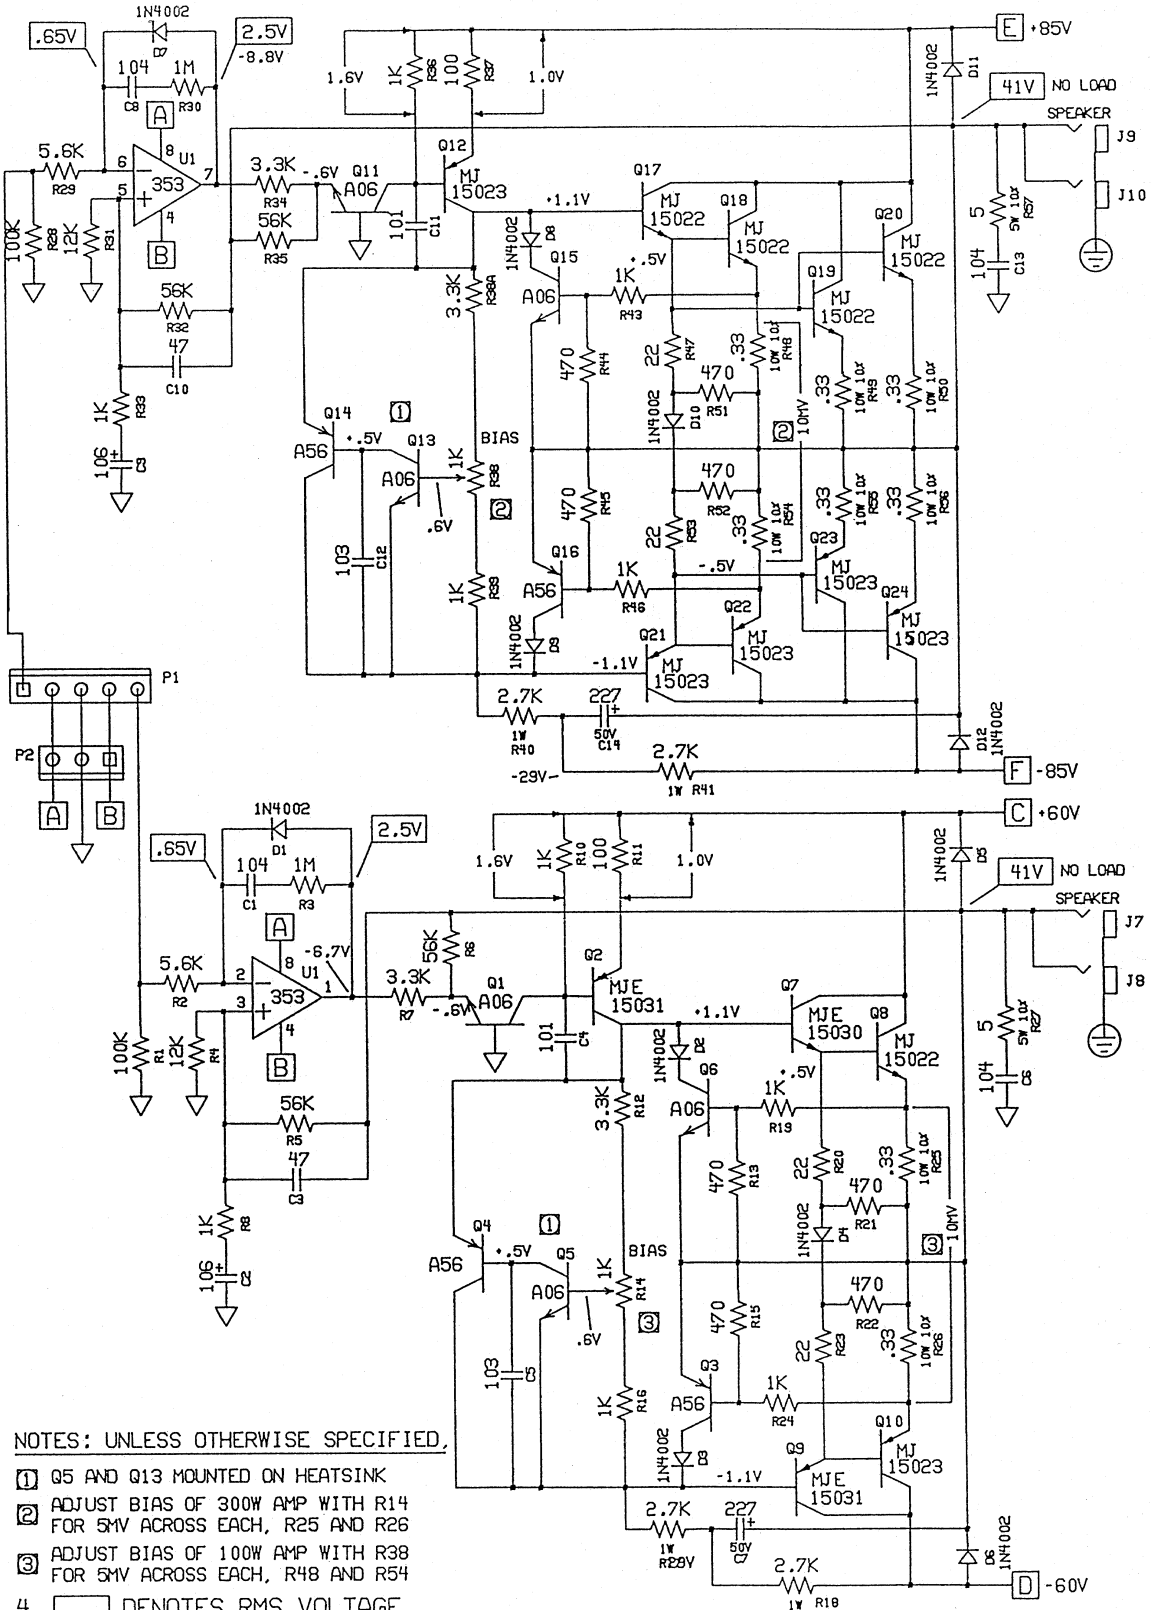 1N4002
D7
.65V
2.5V
-8.8V
104
C8
1M
R30
A
8
U1
5.6K
R29
6
5
353
7
4
B
100K
R28
12K
R31
3.3K
R34
-.6V
Q11
A06
56K
R35
56K
R32
47
C10
1K
R33
106
+
C9
1.6V
1K
R36
100
R37
1.0V
E
+85V
1N4002
D11
41V
NO LOAD
SPEAKER
J9
J10
Q12
MJ
15023
101
C11
+1.1V
1N4002
D8
Q15
A06
Q17
MJ
15022
Q18
MJ
15022
Q20
MJ
15022
Q19
MJ
15022
5
5W 10%
R57
104
C13
+.5V
1K
R43
3.3K
R38A
470
R44
22
R47
.33
10W 10%
R48
470
R51
1N4002
D10
10MV
2
.33
10W 10%
R49
.33
10W 10%
R50
Q14
A56
1
+.5V
Q13
A06
BIAS
1K
R38
.6V
2
103
C12
470
R45
470
R52
22
R53
.33
10W 10%
R54
.33
10W 10%
R55
.33
10W 10%
R56
Q23
MJ
15023
Q24
MJ
15023
Q16
A56
1K
R39
1K
R46
-.5V
1N4002
D9
Q22
MJ
15023
Q21
MJ
15023
-1.1V
2.7K
1W
R40
227
+
50V
C14
-29V
2.7K
1W R41
D12
1N4002
F
-85V
P1
P2
A
B
1N4002
D1
.65V
2.5V
104
C1
1M
R3
A
8
U1
-6.7V
5.6K
R2
2
3
353
1
4
B
100K
R1
12K
R4
56K
R6
3.3K
R7
-.6V
Q1
A06
56K
R5
47
C3
1K
R8
106
+
C2
1.6V
1K
R10
100
R11
1.0V
C
+60V
1N4002
D5
41V
NO LOAD
SPEAKER
J7
J8
Q2
MJE
15031
101
C4
+1.1V
1N4002
D2
Q6
A06
Q7
MJE
15030
Q8
MJ
15022
+.5V
5
5W 10%
R27
104
C6
3.3K
R12
1K
R19
470
R13
22
R20
.33
10W 10%
R25
470
R21
1N4002
D4
10MV
3
Q4
A56
1
+.5V
Q5
A06
BIAS
1K
R14
.6V
3
103
C5
470
R15
470
R22
22
R23
.33
10W 10%
R26
Q3
A56
1K
R16
1K
R24
1N4002
D3
Q10
MJ
15023
Q9
MJE
15031
-1.1V
2.7K
1W
227
+
50V
2.7K
1W R18
D6
1N4002
D
-60V
NOTES: UNLESS OTHERWISE SPECIFIED,
1 Q5 AND Q13 MOUNTED ON HEATSINK
2 ADJUST BIAS OF 300W AMP WITH R14
FOR 5MV ACROSS EACH, R25 AND R26
3 ADJUST BIAS OF 100W AMP WITH R38
FOR 5MV ACROSS EACH, R48 AND R54
4 DENOTES RMS VOLTAGE